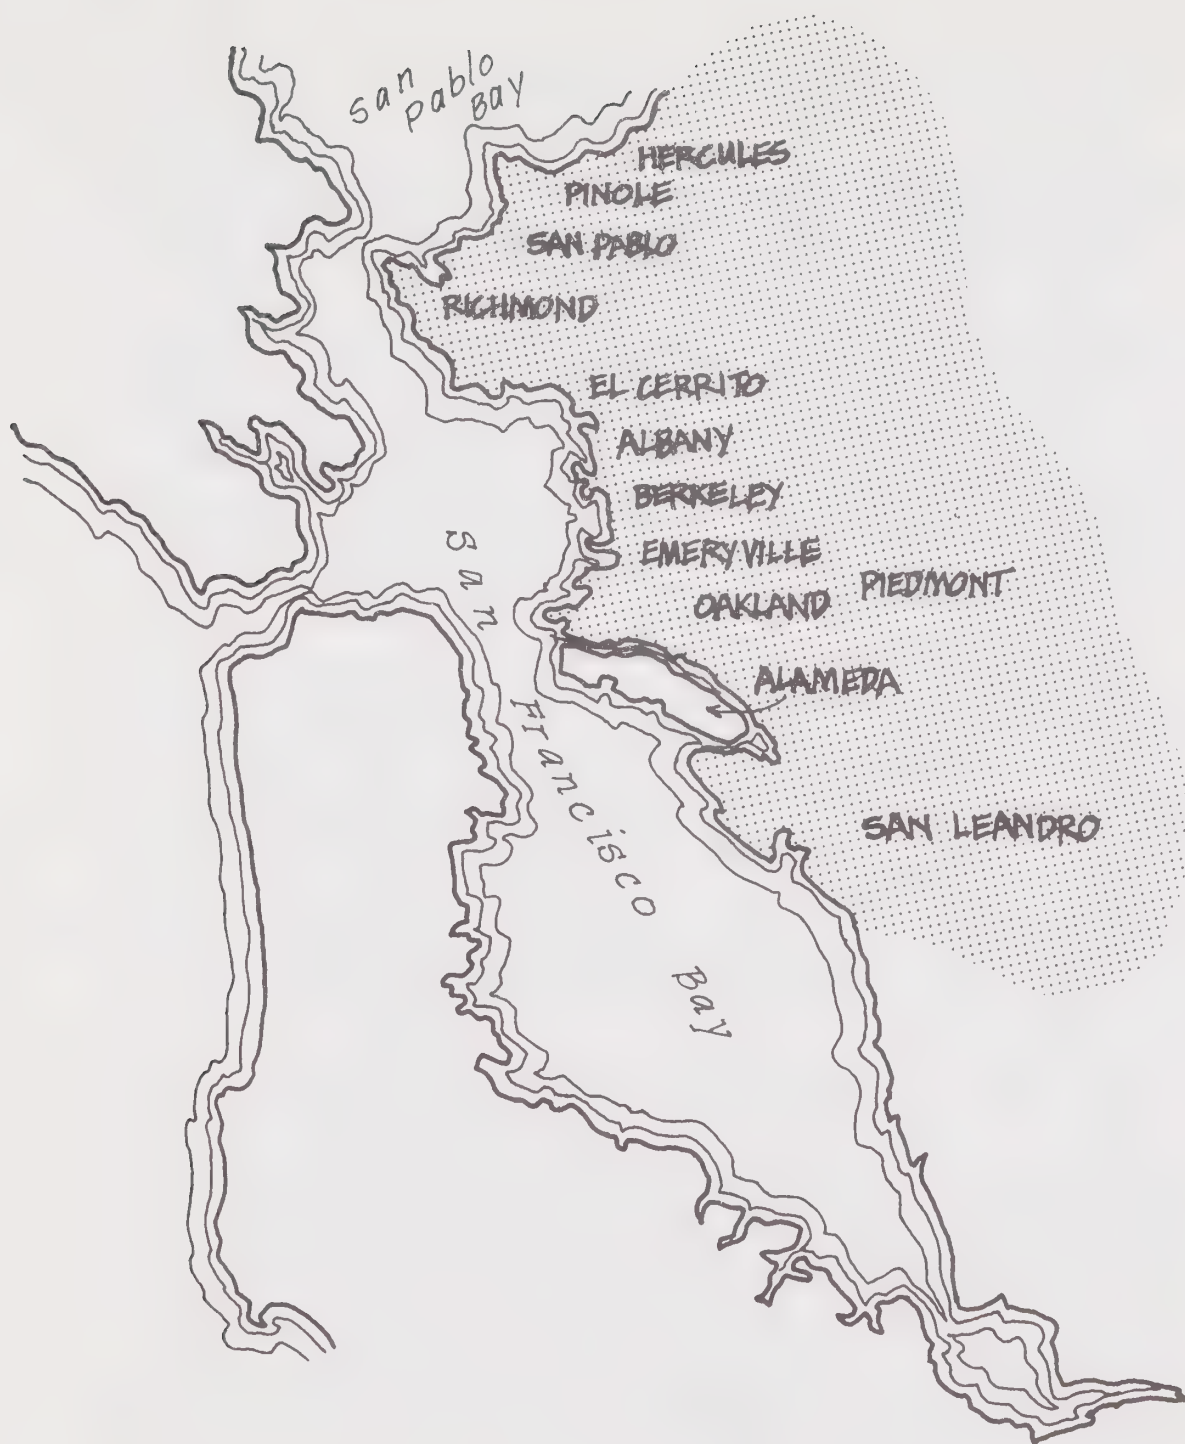 San
Pablo
Bay
HERCULES
PINOLE
SAN PABLO
RICHMOND
EL CERRITO
ALBANY
BERKELEY
EMERYVILLE
OAKLAND
PIEDMONT
ALAMEDA
SAN LEANDRO
San
Francisco
Bay